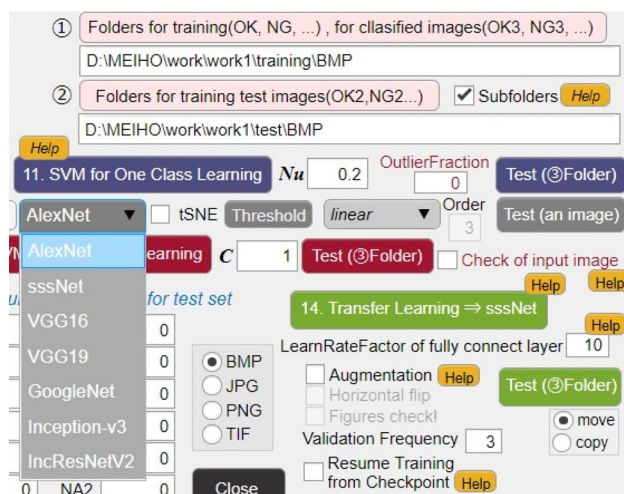 ① Folders for training(OK, NG, ...) , for cllasified images(OK3, NG3, ...)
D:\MEIHO\work\work1\training\BMP
② Folders for training test images(OK2,NG2...) Subfolders Help
D:\MEIHO\work\work1\test\BMP
Help
11. SVM for One Class Learning Nu 0.2 OutlierFraction 0 Test (③Folder)
AlexNet tSNE Threshold linear Order 3 Test (an image)
AlexNet earning C 1 Test (③Folder) Check of input image
sssNet for test set Help Help
14. Transfer Learning ⇒ sssNet
VGG16 0 Help
LearnRateFactor of fully connect layer 10
VGG19 0 BMP Augmentation Help Test (③Folder)
GoogleNet 0 JPG Horizontal flip
PNG Figures check! move
Inception-v3 0 TIF Validation Frequency 3 copy
IncResNetV2 0 Resume Training
0 NA2 0 Close from Checkpoint Help